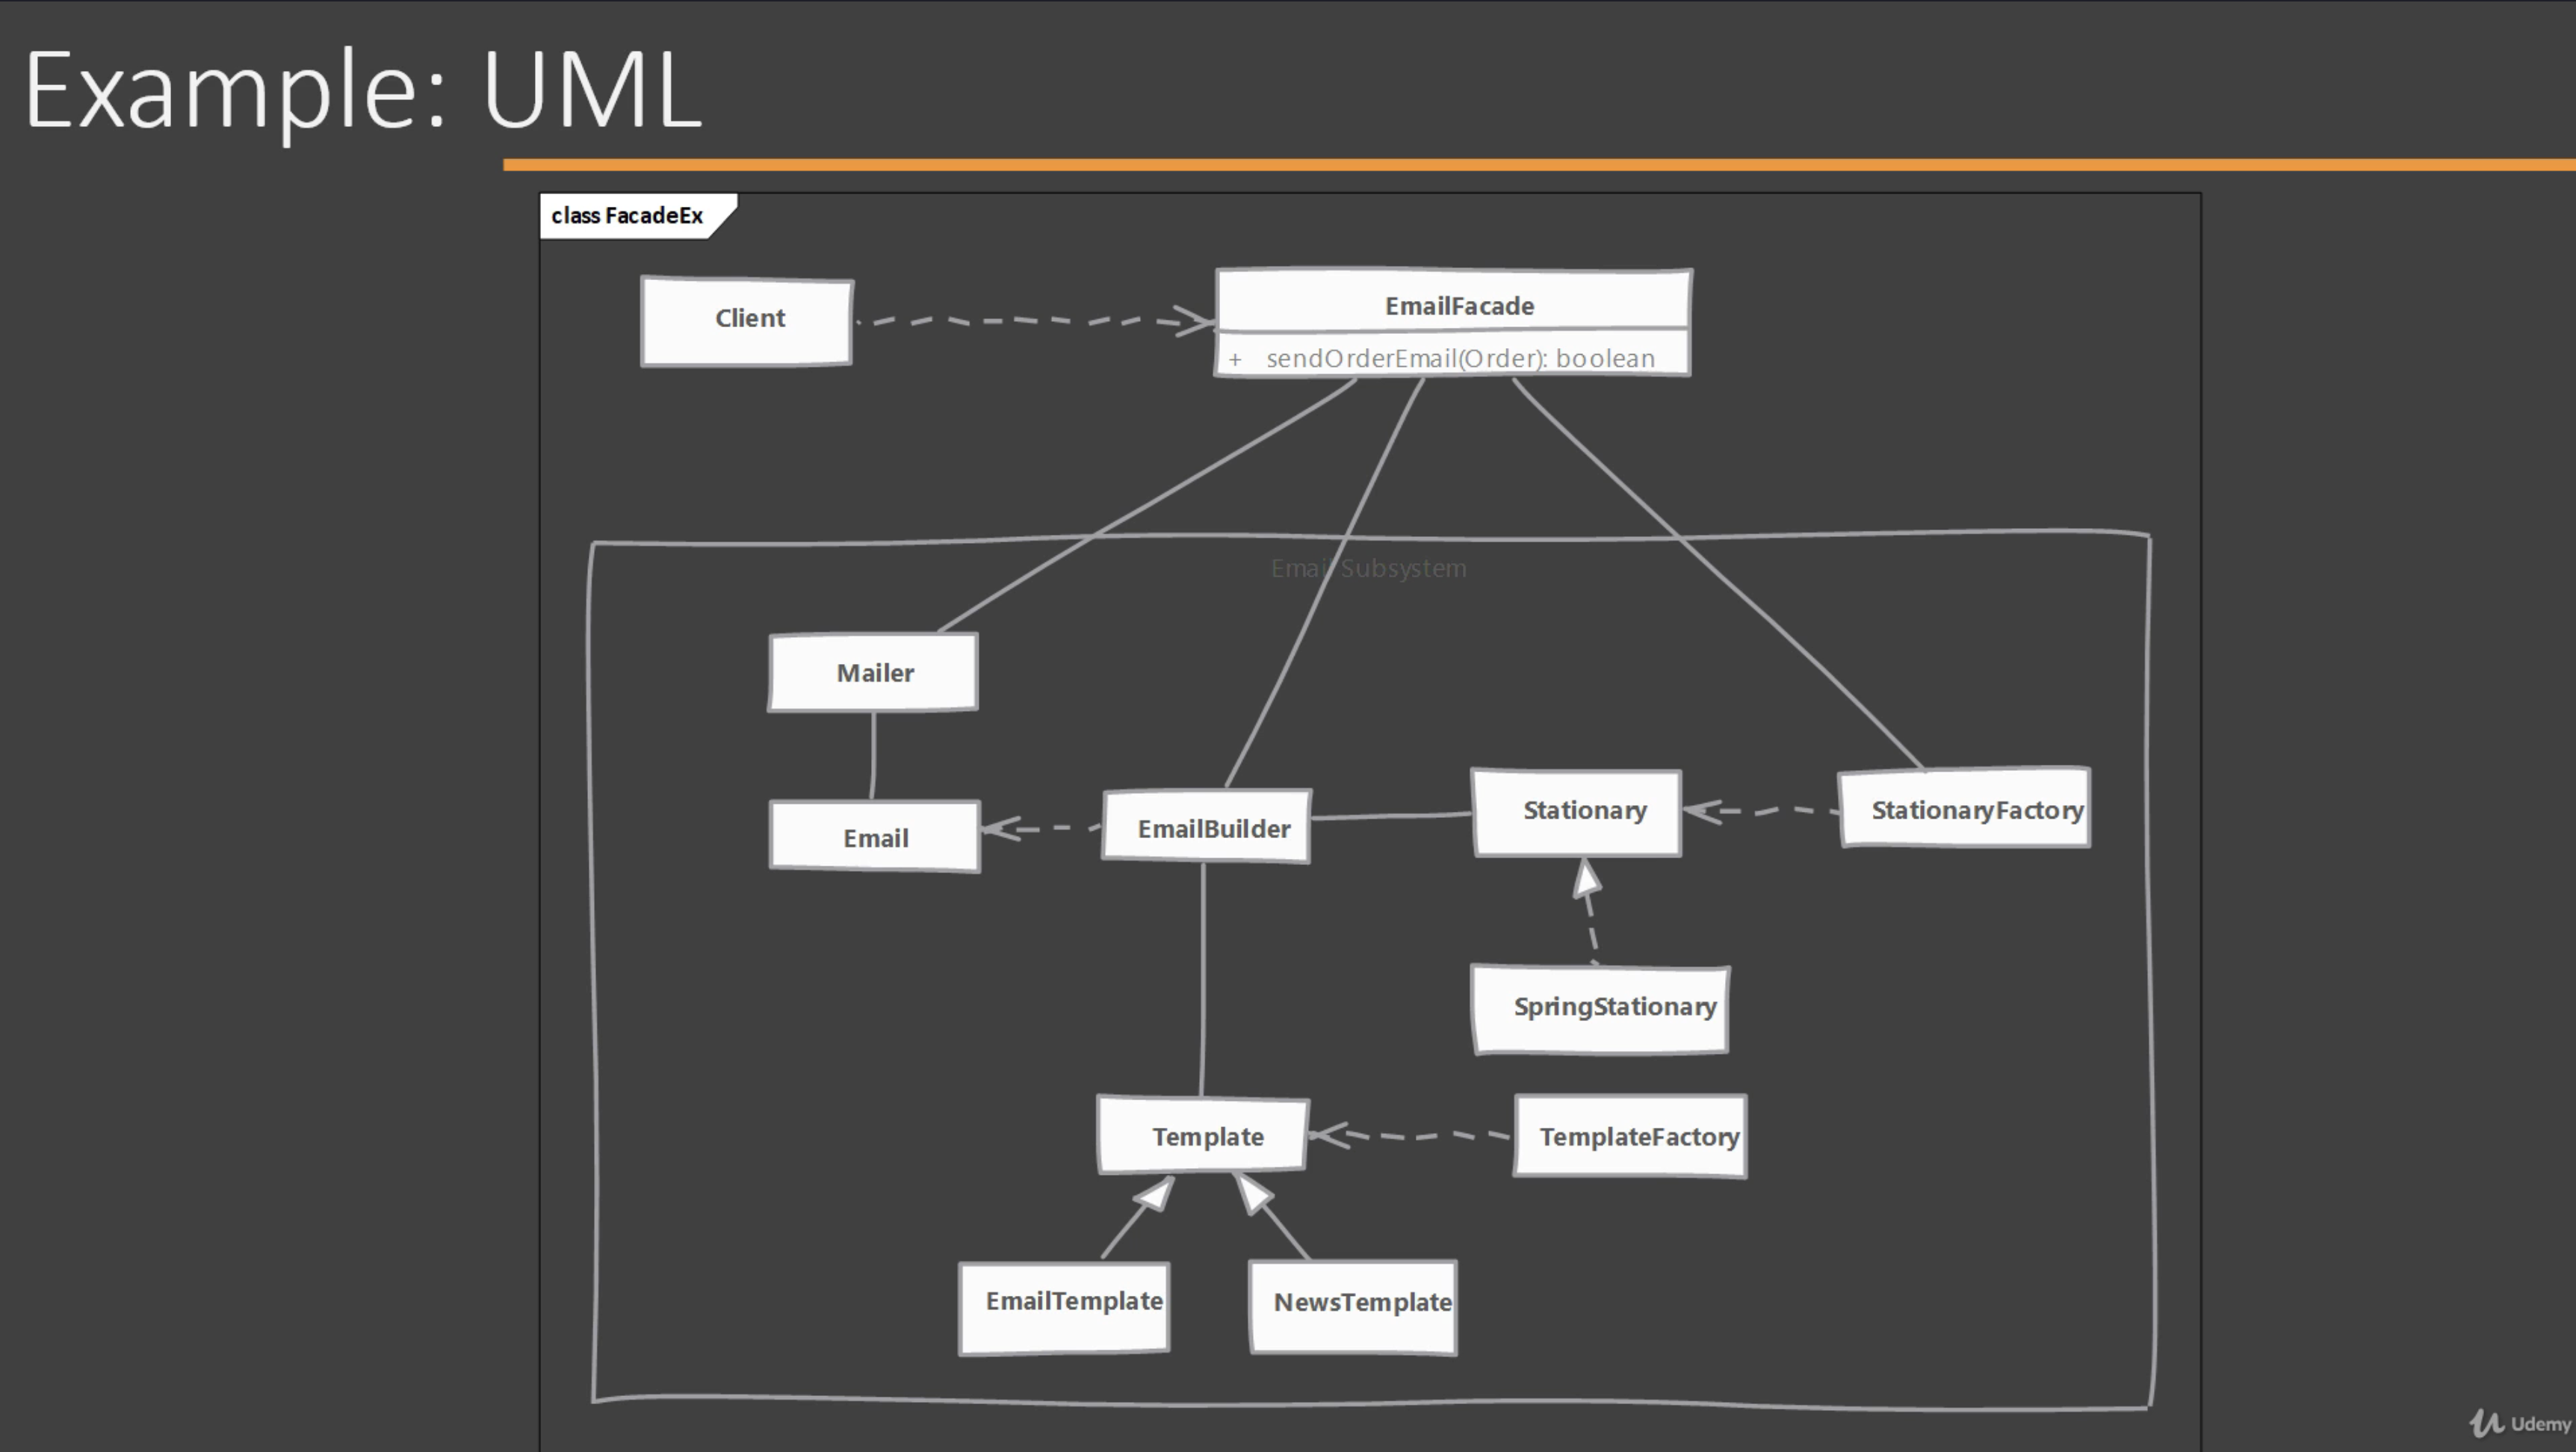 Example: UML
class FacadeEx
Client
EmailFacade
+ sendOrderEmail(Order): boolean
Email Subsystem
Mailer
Email
EmailBuilder
Stationary
StationaryFactory
SpringStationary
Template
TemplateFactory
EmailTemplate
NewsTemplate
Udemy